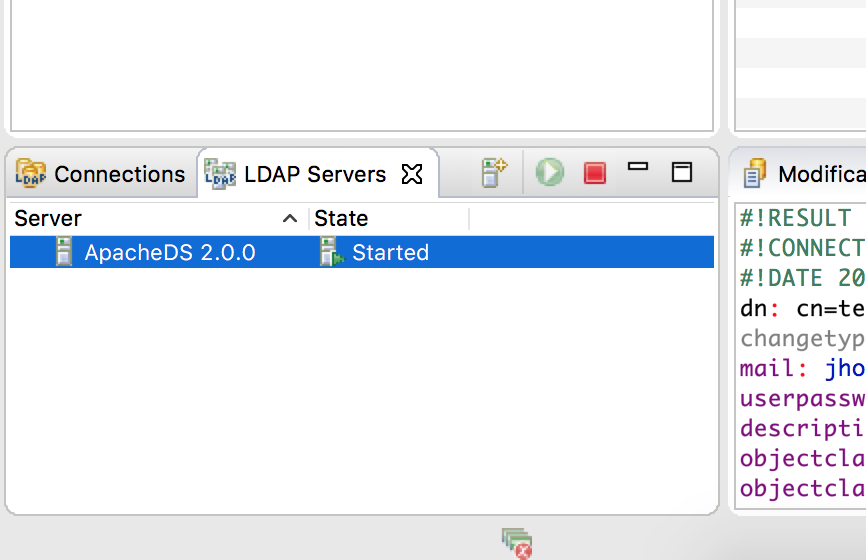 Connections
LDAP Servers
Server
State
ApacheDS 2.0.0
Started
Modifica
#!RESULT
#!CONNECT
#!DATE 20
dn: cn=te
changetyp
mail: jho
userpassw
descripti
objectcla
objectcla